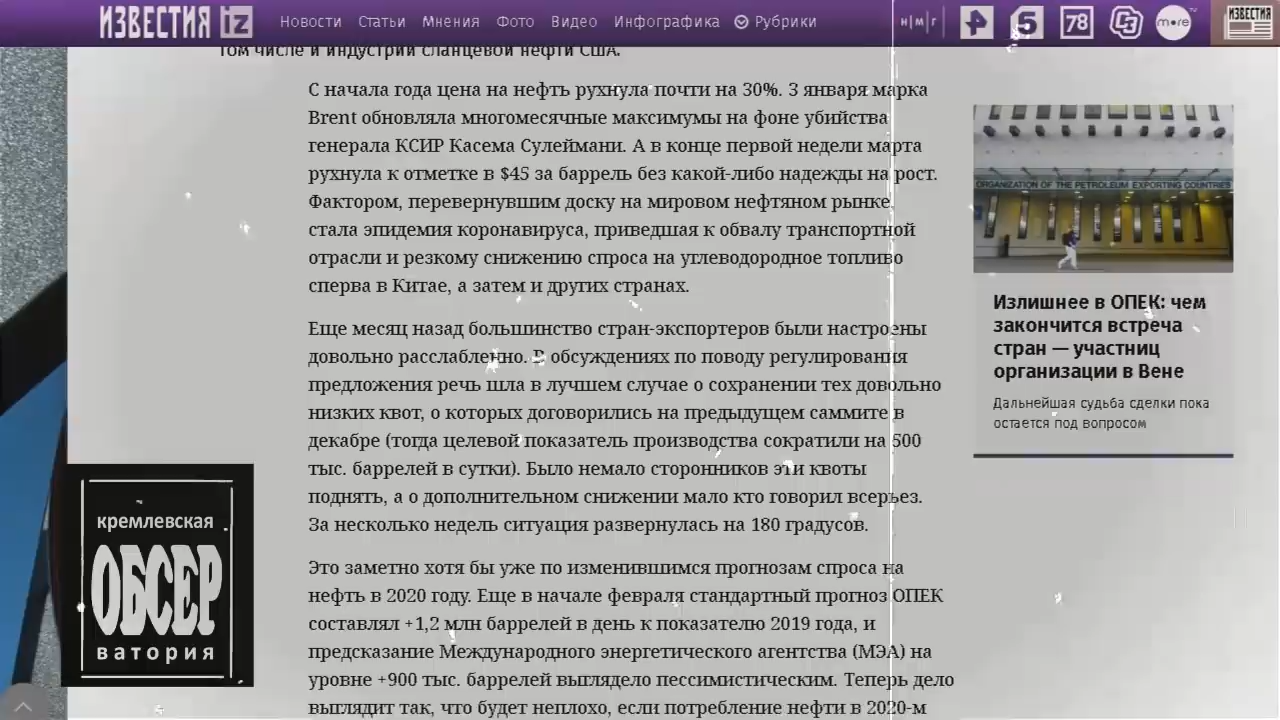 ИЗВЕСТИЯ iz Новости Статьи Мнения Фото Видео Инфографика Рубрики н|м|г 5 78 more TV ИЗВЕСТИЯ
том числе и индустрии сланцевой нефти США.
С начала года цена на нефть рухнула почти на 30%. 3 января марка
Brent обновляла многомесячные максимумы на фоне убийства
генерала КСИР Касема Сулеймани. А в конце первой недели марта
рухнула к отметке в $45 за баррель без какой-либо надежды на рост.
Фактором, перевернувшим доску на мировом нефтяном рынке,
стала эпидемия коронавируса, приведшая к обвалу транспортной
отрасли и резкому снижению спроса на углеводородное топливо
сперва в Китае, а затем и других странах.
Еще месяц назад большинство стран-экспортеров были настроены
довольно расслабленно. В обсуждениях по поводу регулирования
предложения речь шла в лучшем случае о сохранении тех довольно
низких квот, о которых договорились на предыдущем саммите в
декабре (тогда целевой показатель производства сократили на 500
тыс. баррелей в сутки). Было немало сторонников эти квоты
поднять, а о дополнительном снижении мало кто говорил всерьез.
За несколько недель ситуация развернулась на 180 градусов.
Это заметно хотя бы уже по изменившимся прогнозам спроса на
нефть в 2020 году. Еще в начале февраля стандартный прогноз ОПЕК
составлял +1,2 млн баррелей в день к показателю 2019 года, и
предсказание Международного энергетического агентства (МЭА) на
уровне +900 тыс. баррелей выглядело пессимистическим. Теперь дело
выглядит так, что будет неплохо, если потребление нефти в 2020-м
ORGANIZATION OF THE PETROLEUM EXPORTING COUNTRIES
Излишнее в ОПЕК: чем
закончится встреча
стран — участниц
организации в Вене
Дальнейшая судьба сделки пока
остается под вопросом
кремлевская
ОБСЕР
ватория